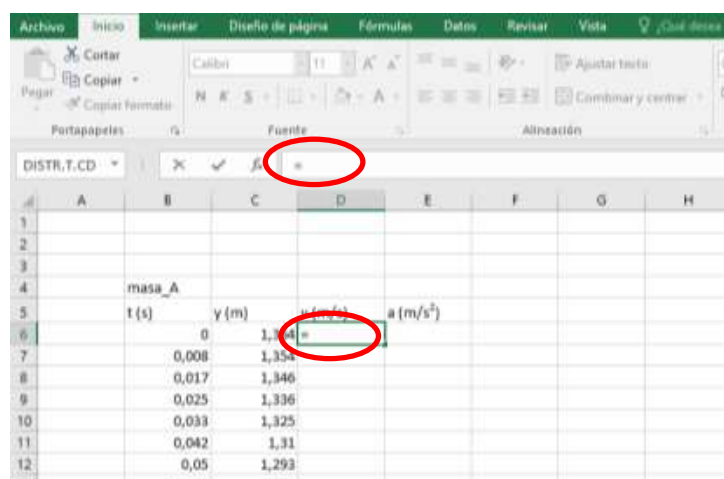 Archivo Inicio Insertar Diseño de página Fórmulas Datos Revisar Vista ¿Qué desea
Cortar
Copiar
Copiar formato
Pegar
Calibri 11 A A
N K S A
Ajustar texto
Combinar y centrar
Portapapeles Fuente Alineación
DISTR.T.CD fx =
A B C D E F G H
1
2
3
4 masa_A
5 t (s) y (m) v (m/s) a (m/s²)
6 0 =
7 0,008 1,354
8 0,017 1,346
9 0,025 1,336
10 0,033 1,325
11 0,042 1,31
12 0,05 1,293